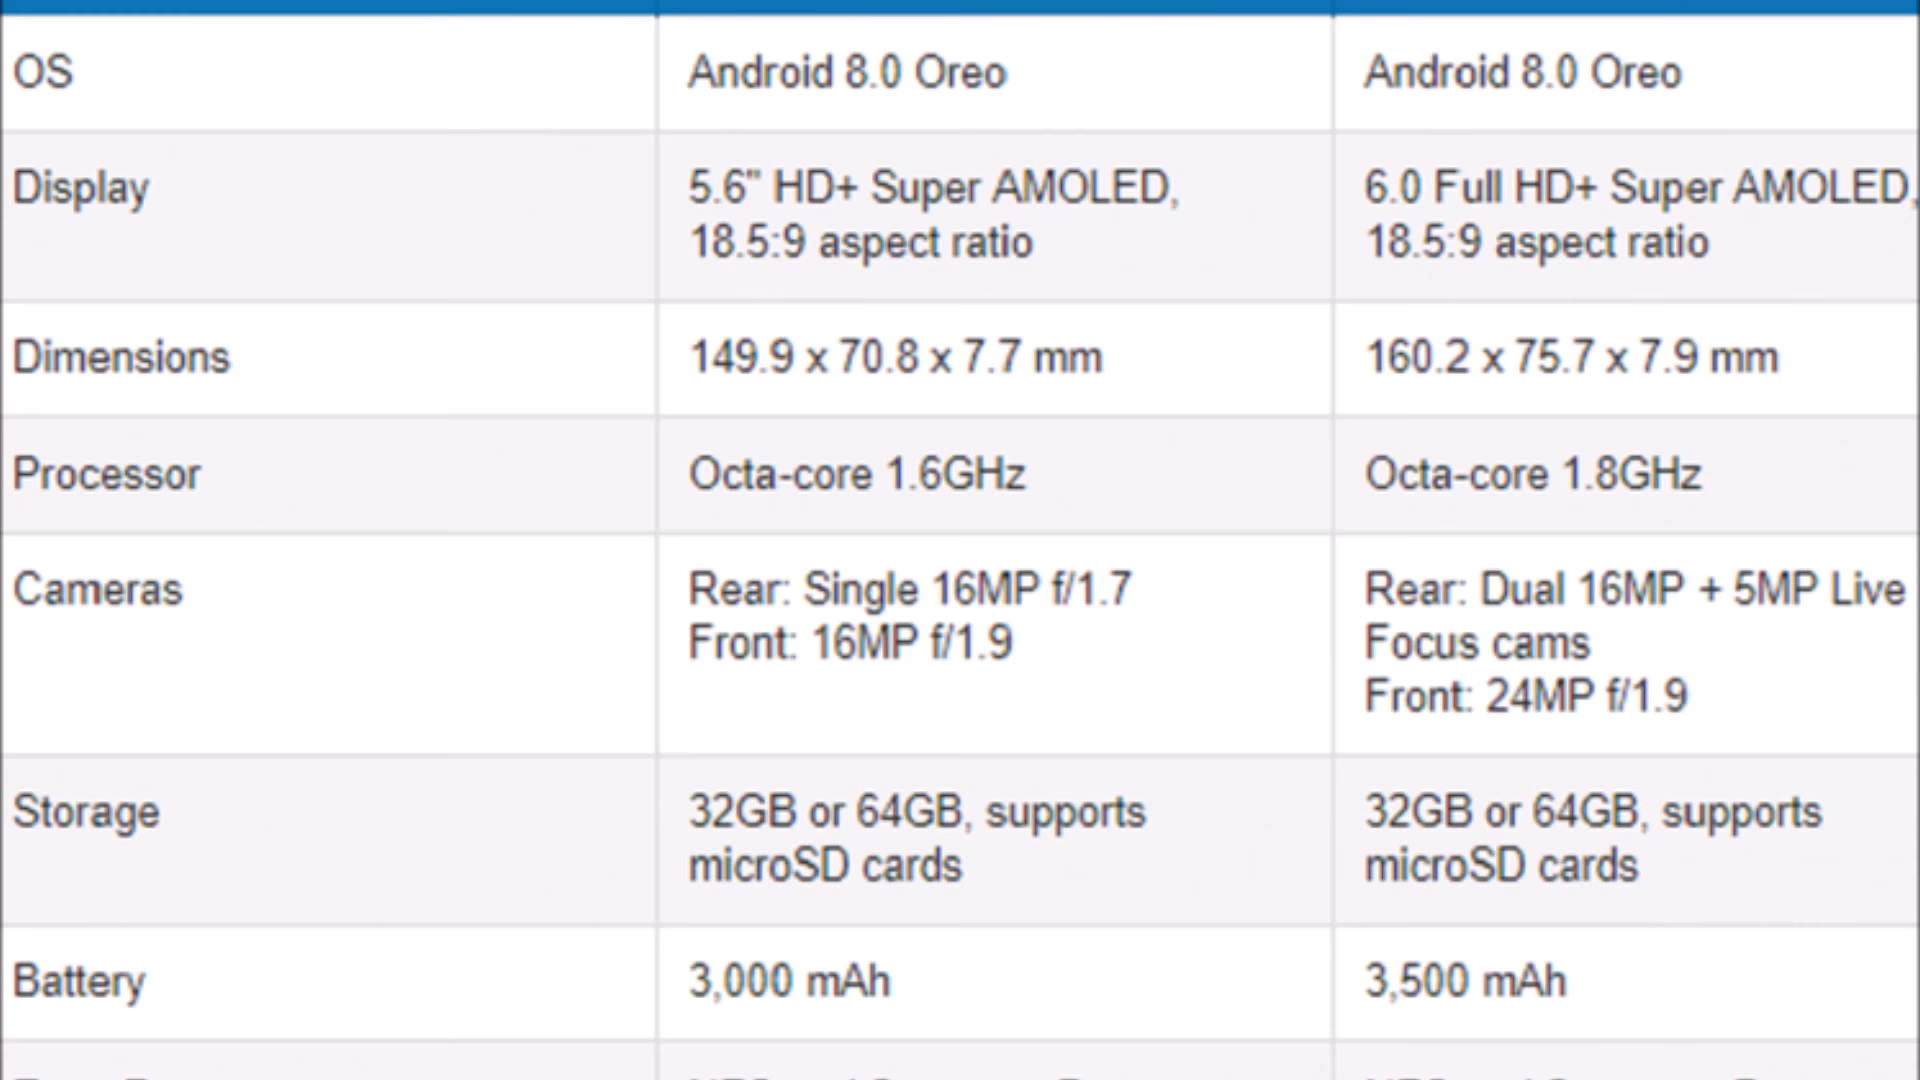 OS
Android 8.0 Oreo
Android 8.0 Oreo
Display
5.6" HD+ Super AMOLED,
18.5:9 aspect ratio
6.0 Full HD+ Super AMOLED,
18.5:9 aspect ratio
Dimensions
149.9 x 70.8 x 7.7 mm
160.2 x 75.7 x 7.9 mm
Processor
Octa-core 1.6GHz
Octa-core 1.8GHz
Cameras
Rear: Single 16MP f/1.7
Front: 16MP f/1.9
Rear: Dual 16MP + 5MP Live
Focus cams
Front: 24MP f/1.9
Storage
32GB or 64GB, supports
microSD cards
32GB or 64GB, supports
microSD cards
Battery
3,000 mAh
3,500 mAh